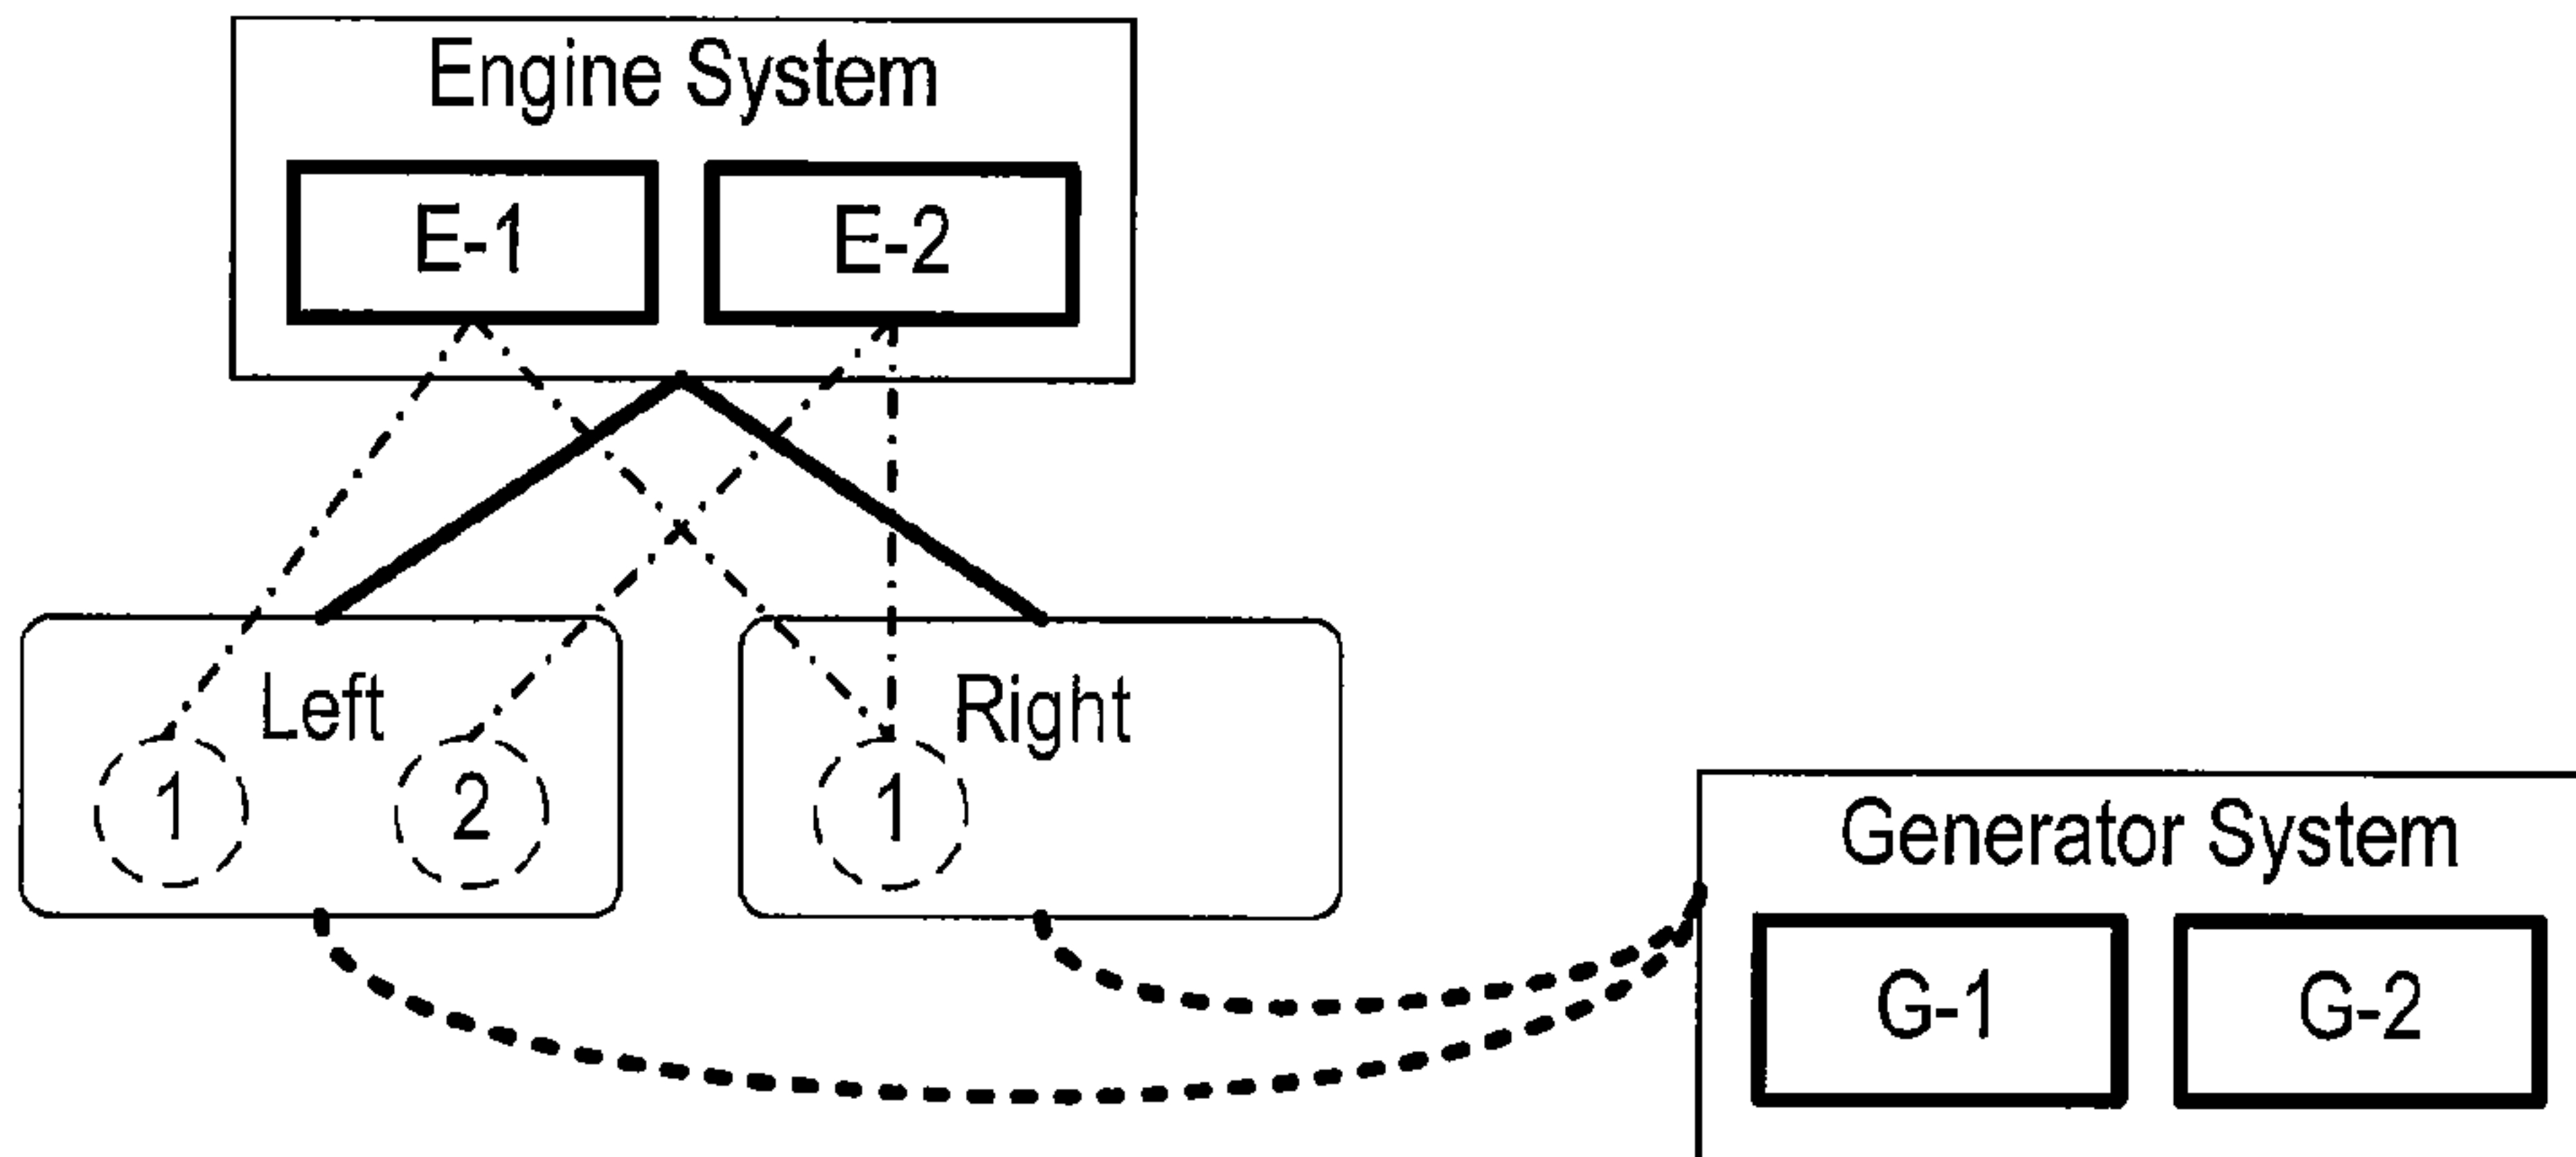 Engine System
E-1
E-2
Left
Right
1
2
1
Generator System
G-1
G-2